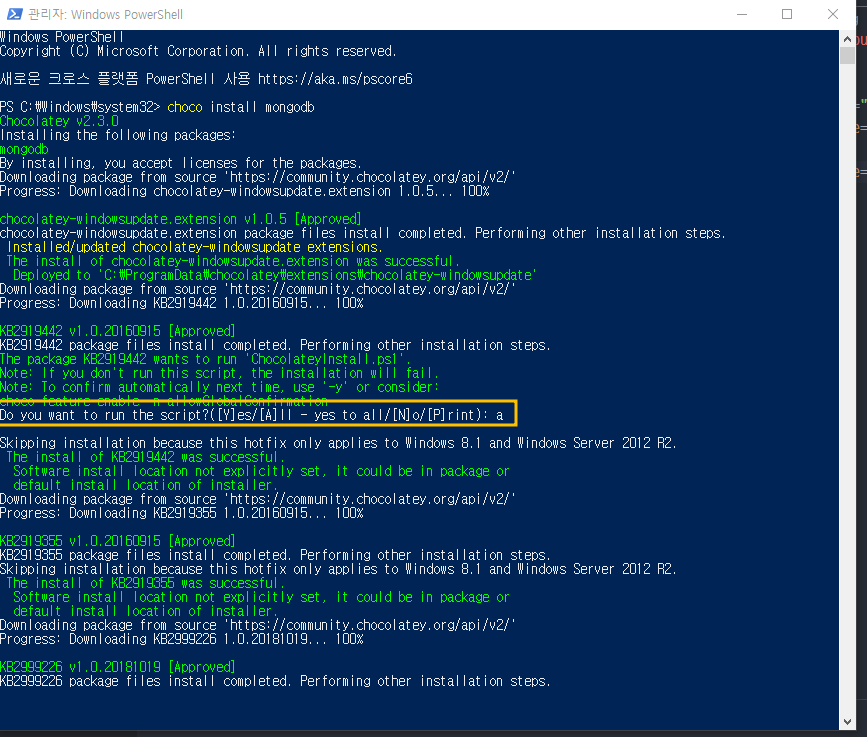 관리자: Windows PowerShell
Windows PowerShell
Copyright (C) Microsoft Corporation. All rights reserved.
새로운 크로스 플랫폼 PowerShell 사용 https://aka.ms/pscore6
PS C:₩Windows₩system32> choco install mongodb
Chocolatey v2.3.0
Installing the following packages:
mongodb
By installing, you accept licenses for the packages.
Downloading package from source 'https://community.chocolatey.org/api/v2/'
Progress: Downloading chocolatey-windowsupdate.extension 1.0.5... 100%
chocolatey-windowsupdate.extension v1.0.5 [Approved]
chocolatey-windowsupdate.extension package files install completed. Performing other installation steps.
Installed/updated chocolatey-windowsupdate extensions.
The install of chocolatey-windowsupdate.extension was successful.
Deployed to 'C:₩ProgramData₩chocolatey₩extensions₩chocolatey-windowsupdate'
Downloading package from source 'https://community.chocolatey.org/api/v2/'
Progress: Downloading KB2919442 1.0.20160915... 100%
KB2919442 v1.0.20160915 [Approved]
KB2919442 package files install completed. Performing other installation steps.
The package KB2919442 wants to run 'ChocolateyInstall.ps1'.
Note: If you don't run this script, the installation will fail.
Note: To confirm automatically next time, use '-y' or consider:
choco feature enable -n allowGlobalConfirmation
Do you want to run the script?([Y]es/[A]ll - yes to all/[N]o/[P]rint): a
Skipping installation because this hotfix only applies to Windows 8.1 and Windows Server 2012 R2.
The install of KB2919442 was successful.
Software install location not explicitly set, it could be in package or
default install location of installer.
Downloading package from source 'https://community.chocolatey.org/api/v2/'
Progress: Downloading KB2919355 1.0.20160915... 100%
KB2919355 v1.0.20160915 [Approved]
KB2919355 package files install completed. Performing other installation steps.
Skipping installation because this hotfix only applies to Windows 8.1 and Windows Server 2012 R2.
The install of KB2919355 was successful.
Software install location not explicitly set, it could be in package or
default install location of installer.
Downloading package from source 'https://community.chocolatey.org/api/v2/'
Progress: Downloading KB2999226 1.0.20181019... 100%
KB2999226 v1.0.20181019 [Approved]
KB2999226 package files install completed. Performing other installation steps.